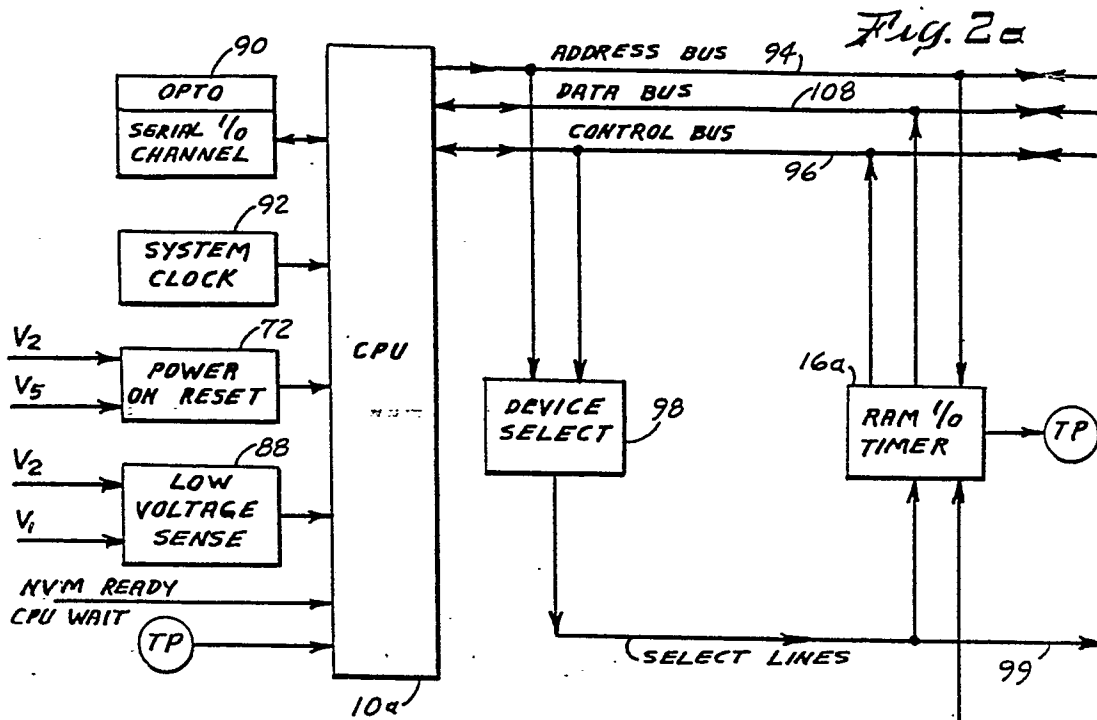 Fig. 2a
90
OPTO
SERIAL I/O
CHANNEL
92
SYSTEM
CLOCK
V2
V5
72
POWER
ON RESET
V2
V1
88
LOW
VOLTAGE
SENSE
NVM READY
CPU WAIT
TP
CPU
10a
ADDRESS BUS
94
DATA BUS
108
CONTROL BUS
96
DEVICE
SELECT
98
16a
RAM I/O
TIMER
TP
SELECT LINES
99